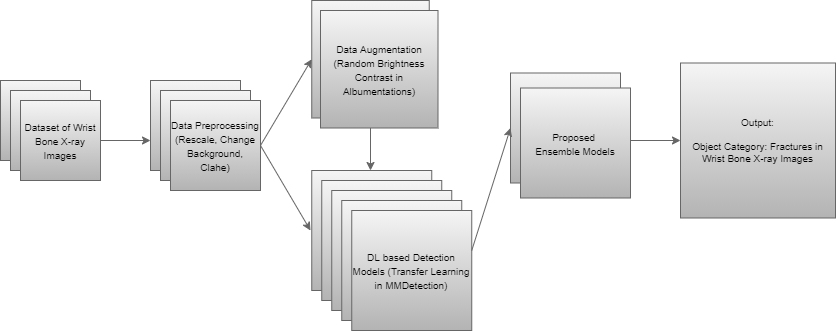 Dataset of Wrist
Bone X-ray
Images
Data Preprocessing
(Rescale, Change
Background,
Clahe)
Data Augmentation
(Random Brightness
Contrast in
Albumentations)
DL based Detection
Models (Transfer Learning
in MMDetection)
Proposed
Ensemble Models
Output:
Object Category: Fractures in
Wrist Bone X-ray Images